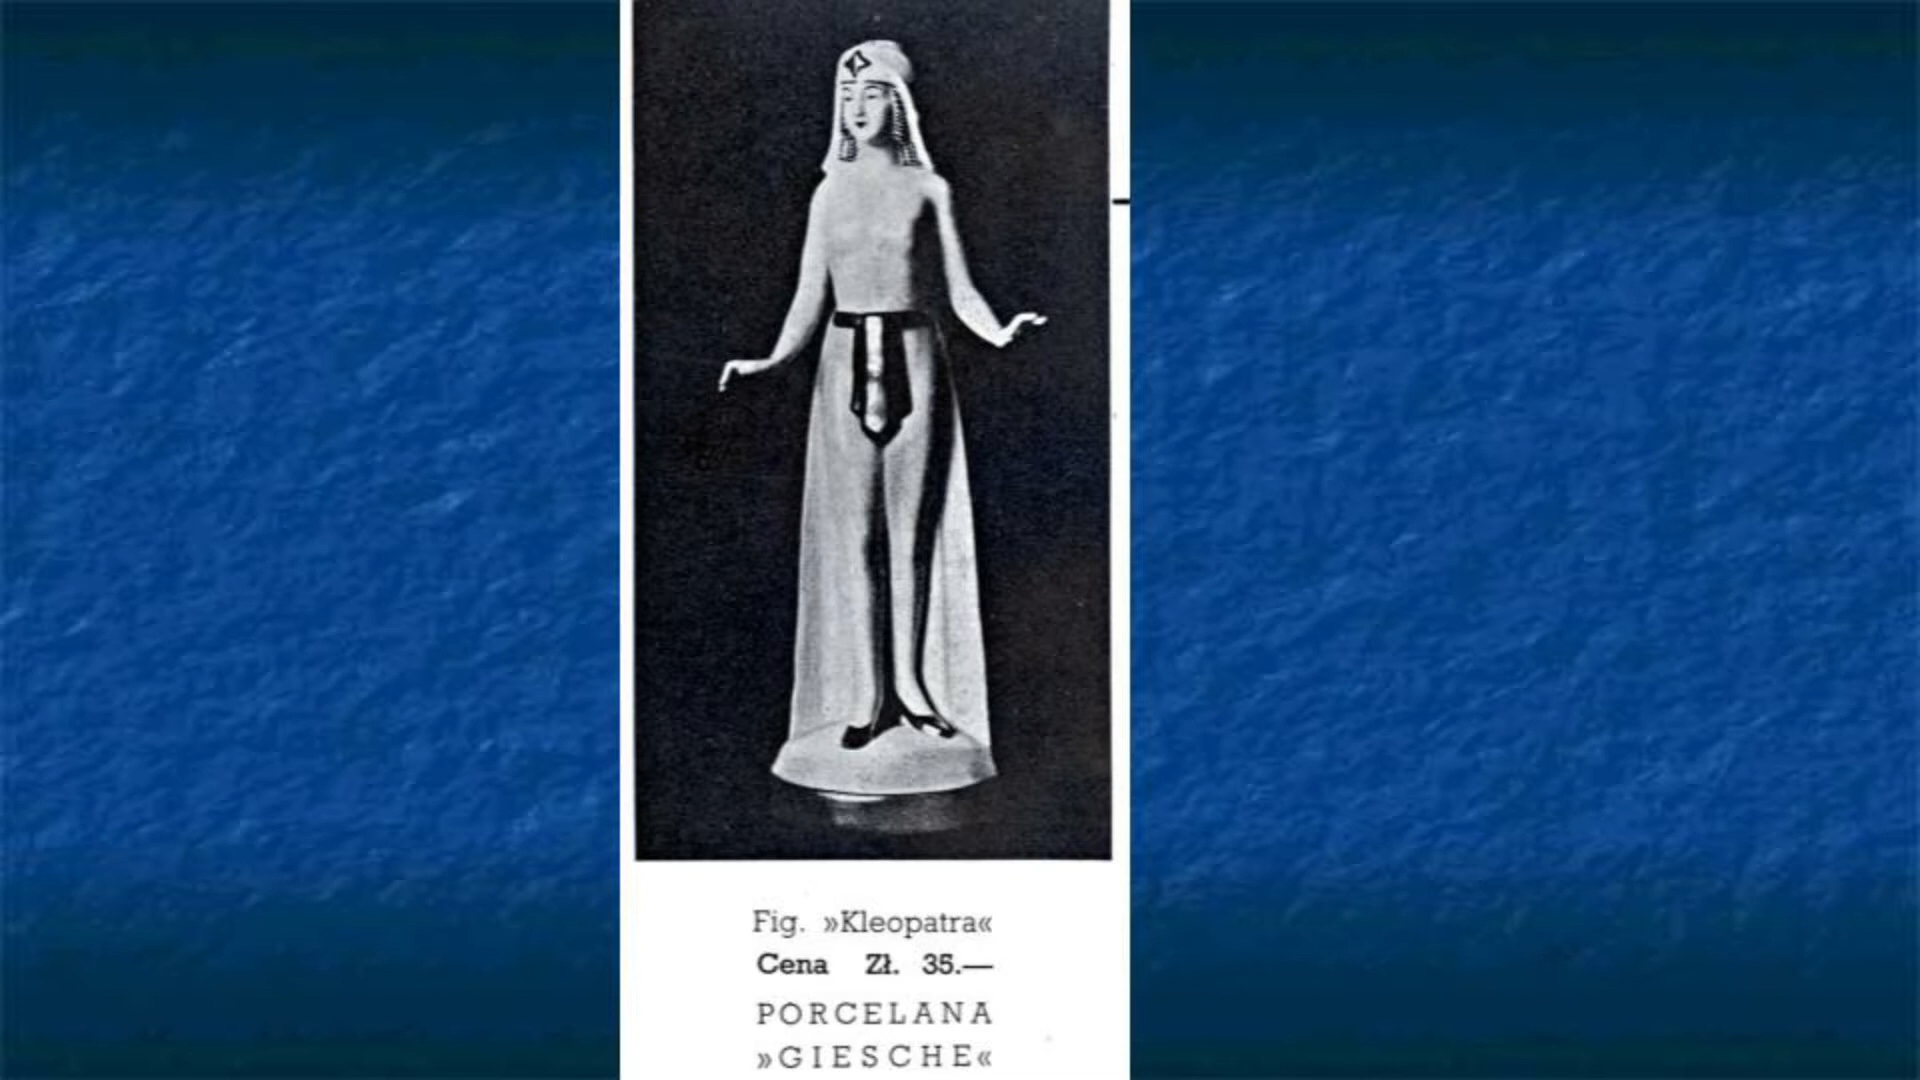 Fig. »Kleopatra«
Cena Zł. 35.—
PORCELANA
»GIESCHE«